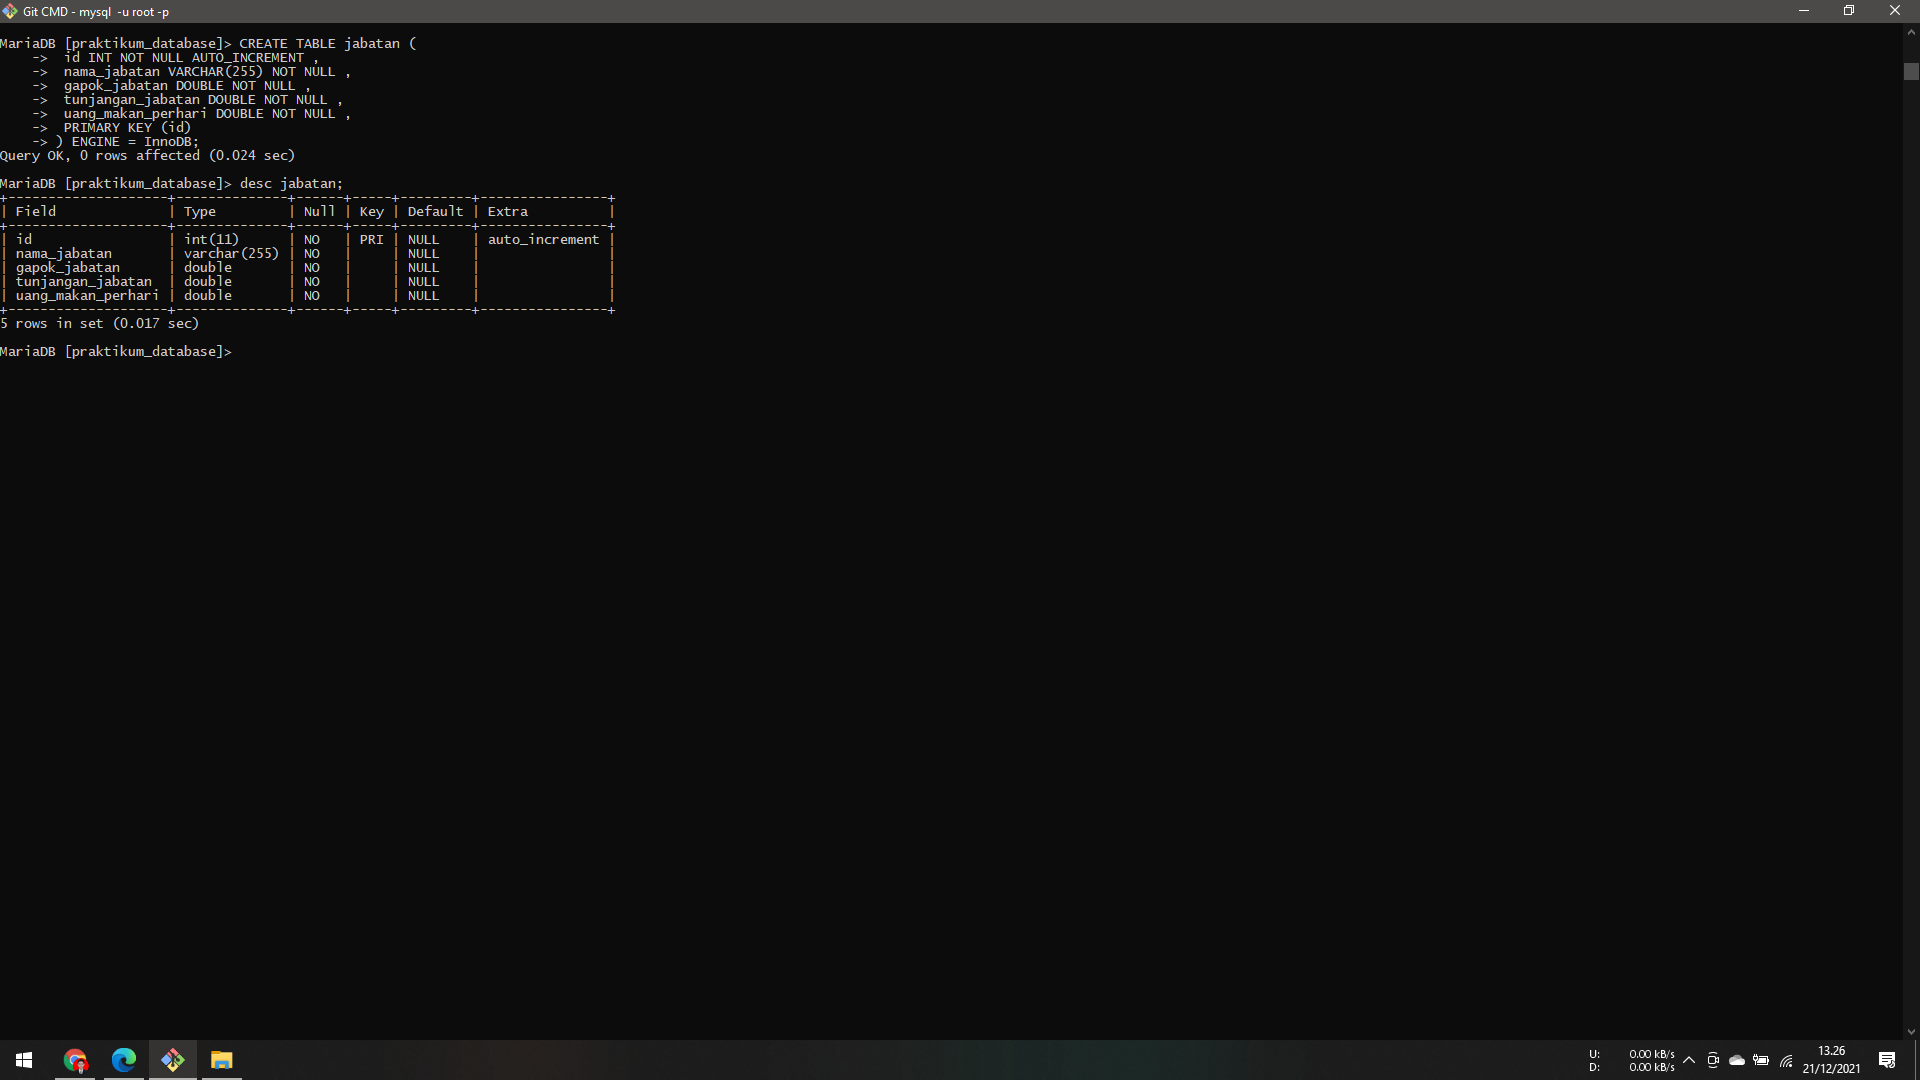 Git CMD - mysql  -u root -p
MariaDB [praktikum_database]> CREATE TABLE jabatan (
    ->  id INT NOT NULL AUTO_INCREMENT ,
    ->  nama_jabatan VARCHAR(255) NOT NULL ,
    ->  gapok_jabatan DOUBLE NOT NULL ,
    ->  tunjangan_jabatan DOUBLE NOT NULL ,
    ->  uang_makan_perhari DOUBLE NOT NULL ,
    ->  PRIMARY KEY (id)
    -> ) ENGINE = InnoDB;
Query OK, 0 rows affected (0.024 sec)
MariaDB [praktikum_database]> desc jabatan;
+--------------------+--------------+------+-----+---------+----------------+
| Field              | Type         | Null | Key | Default | Extra          |
+--------------------+--------------+------+-----+---------+----------------+
| id                 | int(11)      | NO   | PRI | NULL    | auto_increment |
| nama_jabatan       | varchar(255) | NO   |     | NULL    |                |
| gapok_jabatan      | double       | NO   |     | NULL    |                |
| tunjangan_jabatan  | double       | NO   |     | NULL    |                |
| uang_makan_perhari | double       | NO   |     | NULL    |                |
+--------------------+--------------+------+-----+---------+----------------+
5 rows in set (0.017 sec)
MariaDB [praktikum_database]>
U: 0.00 kB/s
D: 0.00 kB/s
13.26
21/12/2021